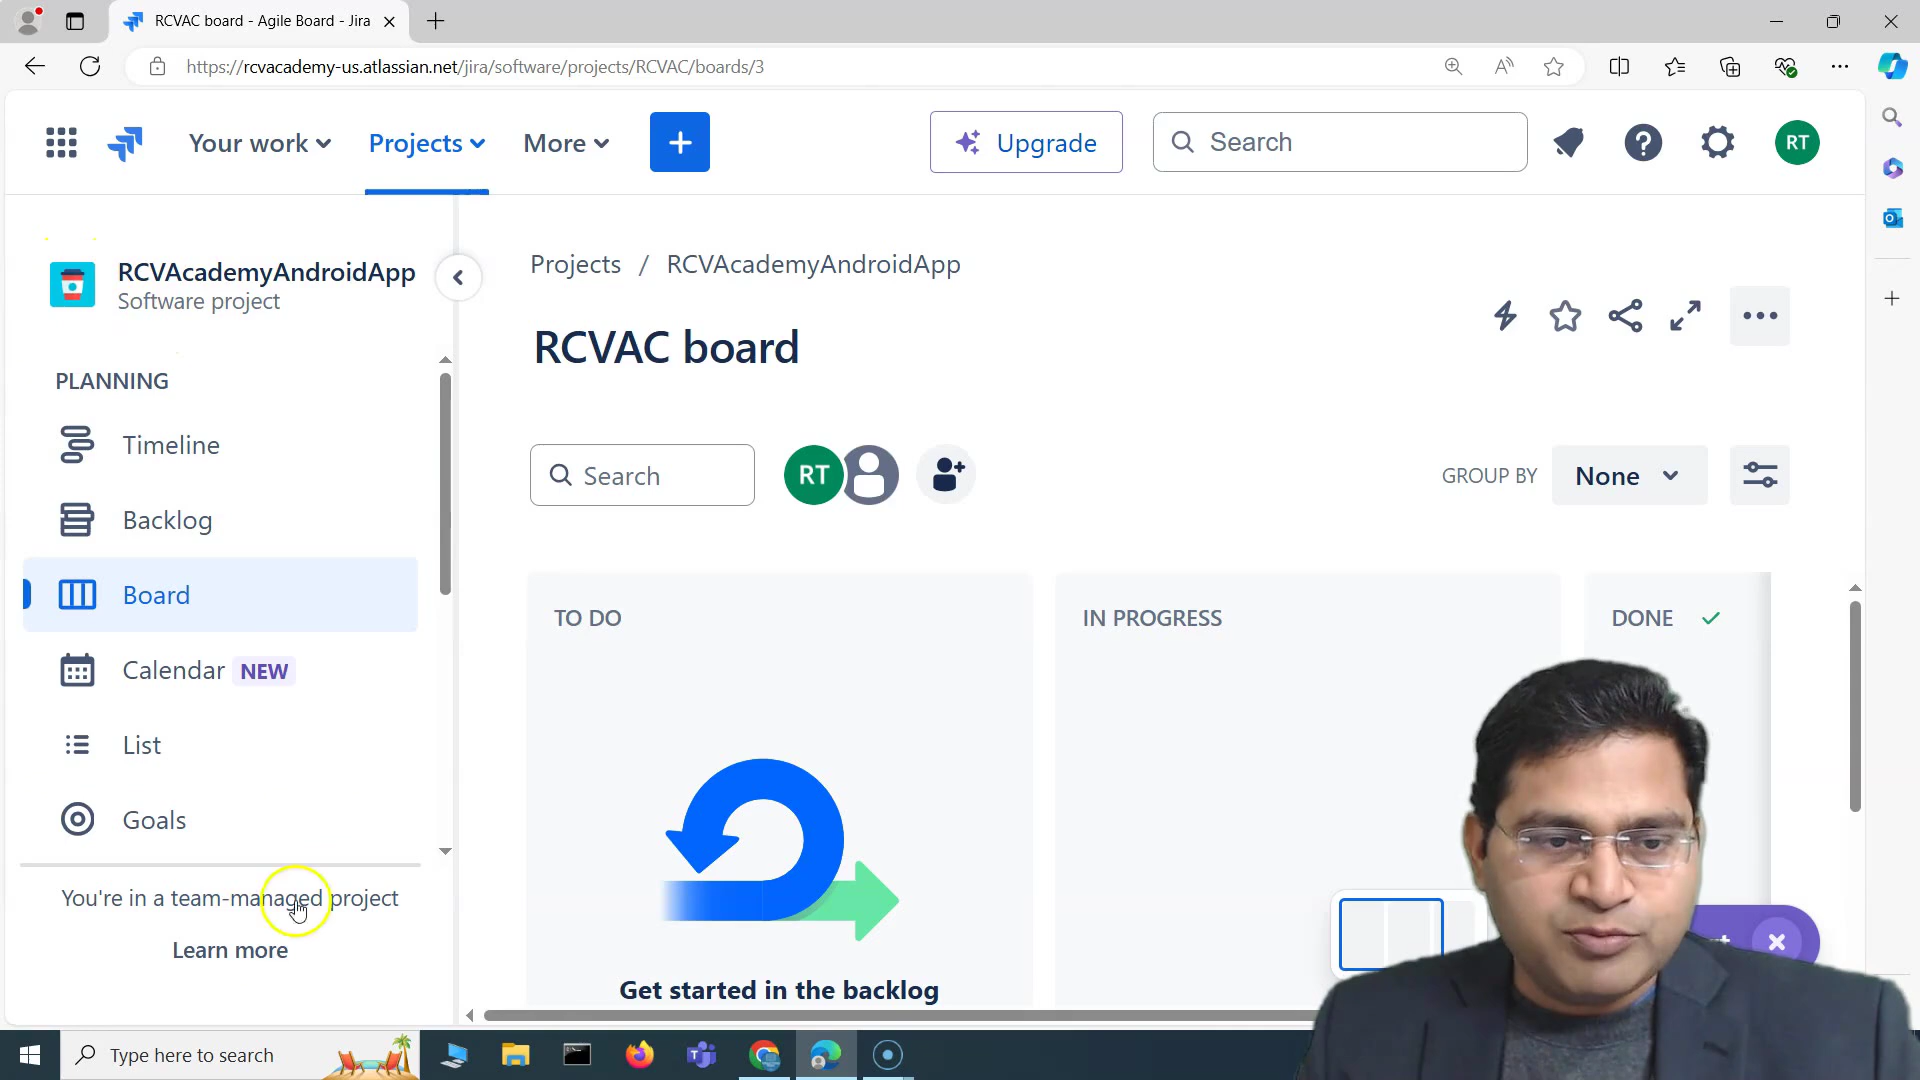 RCVAC board - Agile Board - Jira
https://rcvacademy-us.atlassian.net/jira/software/projects/RCVAC/boards/3
Your work
Projects
More
Upgrade
Search
RT
RCVAcademyAndroidApp
Software project
Projects / RCVAcademyAndroidApp
RCVAC board
PLANNING
Timeline
Search
RT
GROUP BY
None
Backlog
Board
TO DO
IN PROGRESS
DONE
Calendar NEW
List
Goals
You're in a team-managed project
Learn more
Get started in the backlog
Type here to search